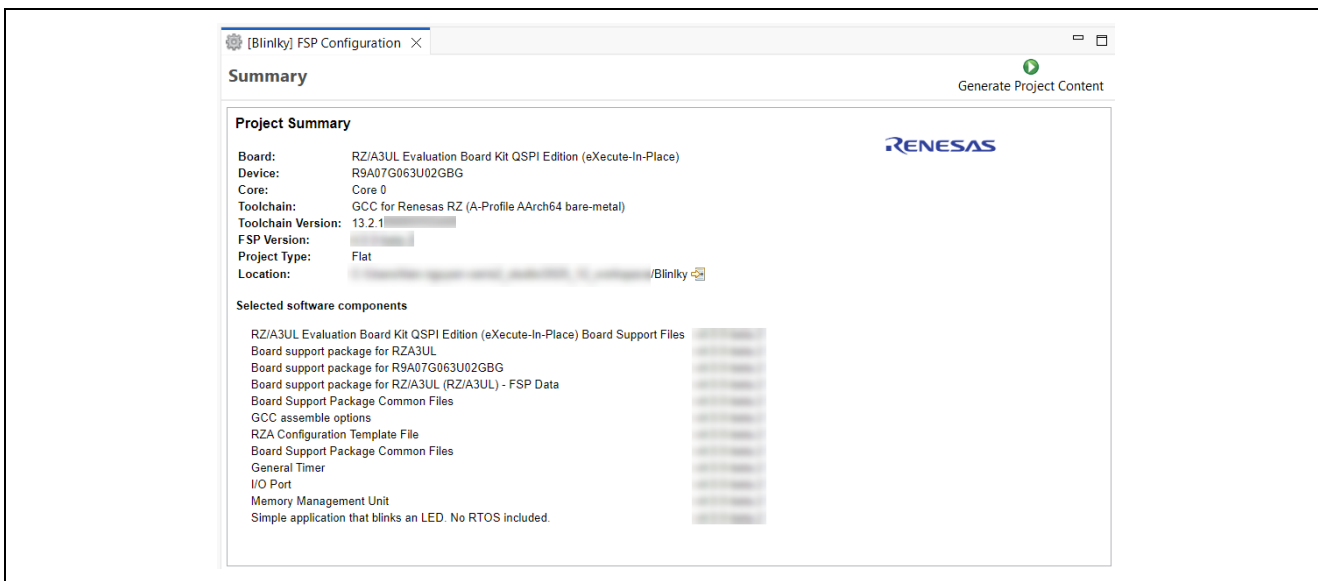 [Blinlky] FSP Configuration
Summary
Generate Project Content
Project Summary
RENESAS
Board: RZ/A3UL Evaluation Board Kit QSPI Edition (eXecute-In-Place)
Device: R9A07G063U02GBG
Core: Core 0
Toolchain: GCC for Renesas RZ (A-Profile AArch64 bare-metal)
Toolchain Version: 13.2.1
FSP Version:
Project Type: Flat
Location: /Blinlky
Selected software components
RZ/A3UL Evaluation Board Kit QSPI Edition (eXecute-In-Place) Board Support Files
Board support package for RZA3UL
Board support package for R9A07G063U02GBG
Board support package for RZ/A3UL (RZ/A3UL) - FSP Data
Board Support Package Common Files
GCC assemble options
RZA Configuration Template File
Board Support Package Common Files
General Timer
I/O Port
Memory Management Unit
Simple application that blinks an LED. No RTOS included.